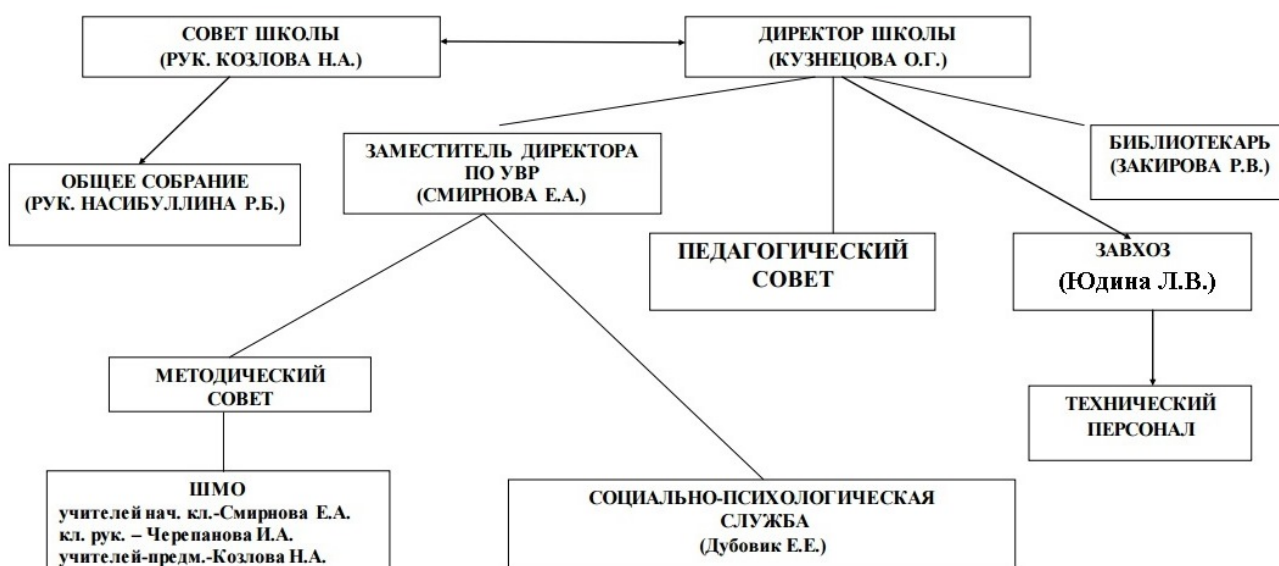 СОВЕТ ШКОЛЫ
(РУК. КОЗЛОВА Н.А.)
ДИРЕКТОР ШКОЛЫ
(КУЗНЕЦОВА О.Г.)
ОБЩЕЕ СОБРАНИЕ
(РУК. НАСИБУЛЛИНА Р.Б.)
ЗАМЕСТИТЕЛЬ ДИРЕКТОРА
ПО УВР
(СМИРНОВА Е.А.)
БИБЛИОТЕКАРЬ
(ЗАКИРОВА Р.В.)
ПЕДАГОГИЧЕСКИЙ
СОВЕТ
ЗАВХОЗ
(Юдина Л.В.)
МЕТОДИЧЕСКИЙ
СОВЕТ
ТЕХНИЧЕСКИЙ
ПЕРСОНАЛ
ШМО
учителей нач. кл.-Смирнова Е.А.
кл. рук. – Черепанова И.А.
учителей-предм.-Козлова Н.А.
СОЦИАЛЬНО-ПСИХОЛОГИЧЕСКАЯ
СЛУЖБА
(Дубовик Е.Е.)